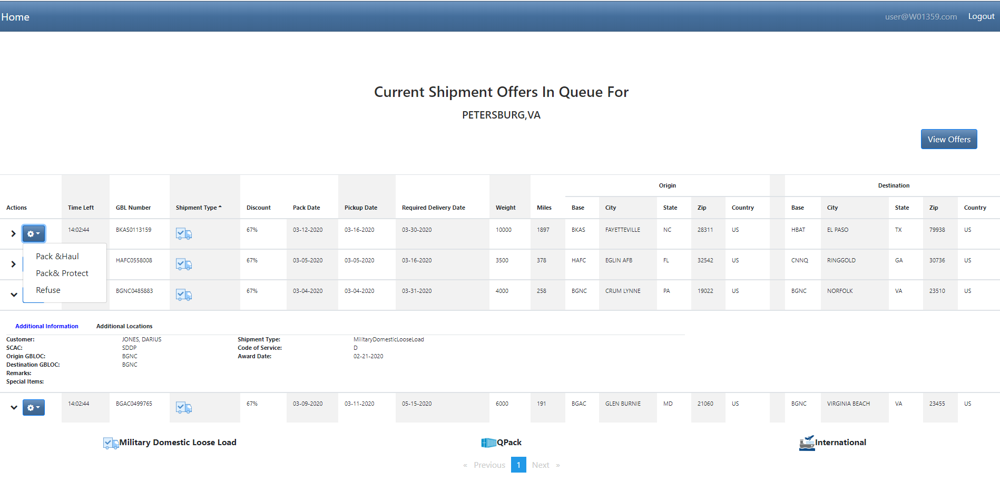 Home user@W01359.com Logout
Current Shipment Offers In Queue For
PETERSBURG,VA
View Offers
Origin Destination
Actions Time Left GBL Number Shipment Type Discount Pack Date Pickup Date Required Delivery Date Weight Miles Base City State Zip Country Base City State Zip Country
14:02:44 BKAS0113159 67% 03-12-2020 03-16-2020 03-30-2020 10000 1897 BKAS FAYETTEVILLE NC 28311 US HBAT EL PASO TX 79938 US
Pack &Haul
HAFC0558008 67% 03-05-2020 03-05-2020 03-16-2020 3500 378 HAFC EGLIN AFB FL 32542 US CNNQ RINGGOLD GA 30736 US
Pack& Protect
Refuse
BGNC0485883 67% 03-04-2020 03-04-2020 03-31-2020 4000 258 BGNC CRUM LYNNE PA 19022 US BGNC NORFOLK VA 23510 US
Additional Information Additional Locations
Customer: JONES, DARIUS Shipment Type: MilitaryDomesticLooseLoad
SCAC: SDDP Code of Service: D
Origin GBLOC: BGNC Award Date: 02-21-2020
Destination GBLOC: BGNC
Remarks:
Special Items:
14:02:44 BGAC0499765 67% 03-09-2020 03-11-2020 05-15-2020 6000 191 BGAC GLEN BURNIE MD 21060 US BGNC VIRGINIA BEACH VA 23455 US
Military Domestic Loose Load QPack International
« Previous 1 Next »